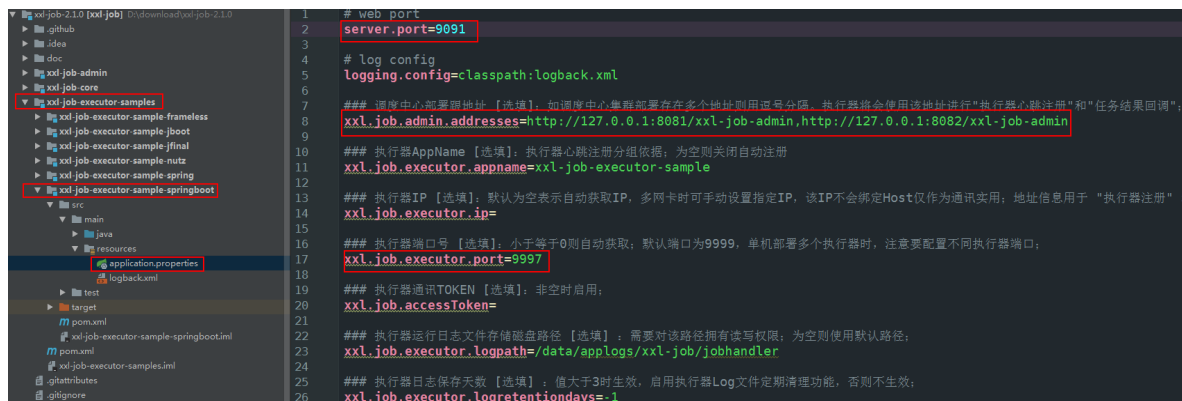 xxl-job-2.1.0 [xxl-job] D:\download\xxl-job-2.1.0
.github
.idea
doc
xxl-job-admin
xxl-job-core
xxl-job-executor-samples
xxl-job-executor-sample-frameless
xxl-job-executor-sample-jboot
xxl-job-executor-sample-jfinal
xxl-job-executor-sample-nutz
xxl-job-executor-sample-spring
xxl-job-executor-sample-springboot
src
main
java
resources
application.properties
logback.xml
test
target
pom.xml
xxl-job-executor-sample-springboot.iml
pom.xml
xxl-job-executor-samples.iml
.gitattributes
.gitignore
1 # web port
2 server.port=9091
3
4 # log config
5 logging.config=classpath:logback.xml
6
7 ### 调度中心部署跟地址 [选填]：如调度中心集群部署存在多个地址则用逗号分隔。执行器将会使用该地址进行"执行器心跳注册"和"任务结果回调"；
8 xxl.job.admin.addresses=http://127.0.0.1:8081/xxl-job-admin,http://127.0.0.1:8082/xxl-job-admin
9
10 ### 执行器AppName [选填]：执行器心跳注册分组依据；为空则关闭自动注册
11 xxl.job.executor.appname=xxl-job-executor-sample
12
13 ### 执行器IP [选填]：默认为空表示自动获取IP，多网卡时可手动设置指定IP，该IP不会绑定Host仅作为通讯实用；地址信息用于 "执行器注册"
14 xxl.job.executor.ip=
15
16 ### 执行器端口号 [选填]：小于等于0则自动获取；默认端口为9999，单机部署多个执行器时，注意要配置不同执行器端口；
17 xxl.job.executor.port=9997
18
19 ### 执行器通讯TOKEN [选填]：非空时启用；
20 xxl.job.accessToken=
21
22 ### 执行器运行日志文件存储磁盘路径 [选填] ：需要对该路径拥有读写权限；为空则使用默认路径；
23 xxl.job.executor.logpath=/data/applogs/xxl-job/jobhandler
24
25 ### 执行器日志保存天数 [选填] ：值大于3时生效，启用执行器Log文件定期清理功能，否则不生效；
26 xxl.job.executor.logretentiondays=-1